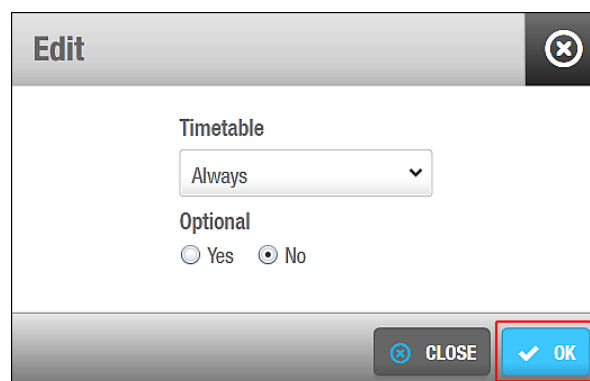 Edit
Timetable
Always
Optional
Yes No
CLOSE OK